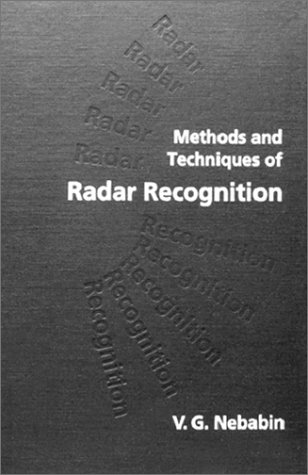 Radar
Radar
Radar
Radar
Radar
Methods and
Techniques of
Radar Recognition
Recognition
Recognition
Recognition
Recognition
Recognition
V. G. Nebabin